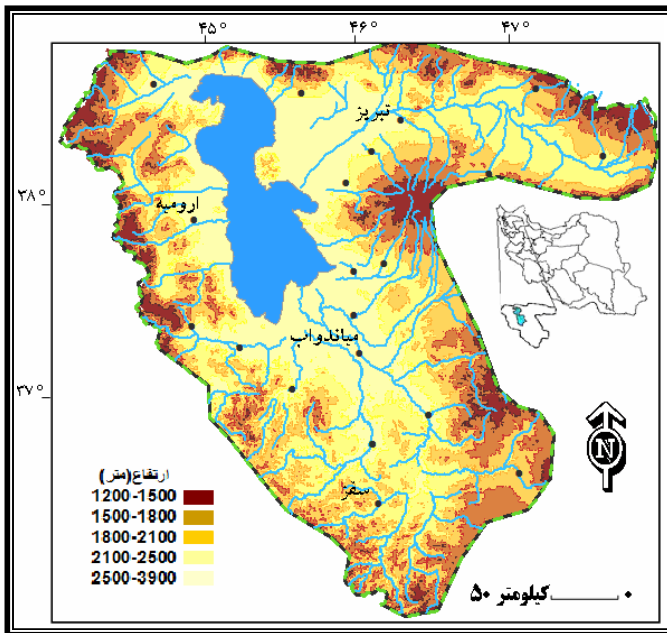 ۴۵° ۴۶° ۴۷°
تبریز
۳۸°
ارومیه
میاندواب
۳۷°
N
ارتفاع(متر)
1200-1500
1500-1800
1800-2100
2100-2500
2500-3900
سقز
۵۰ کیلومتر ۰